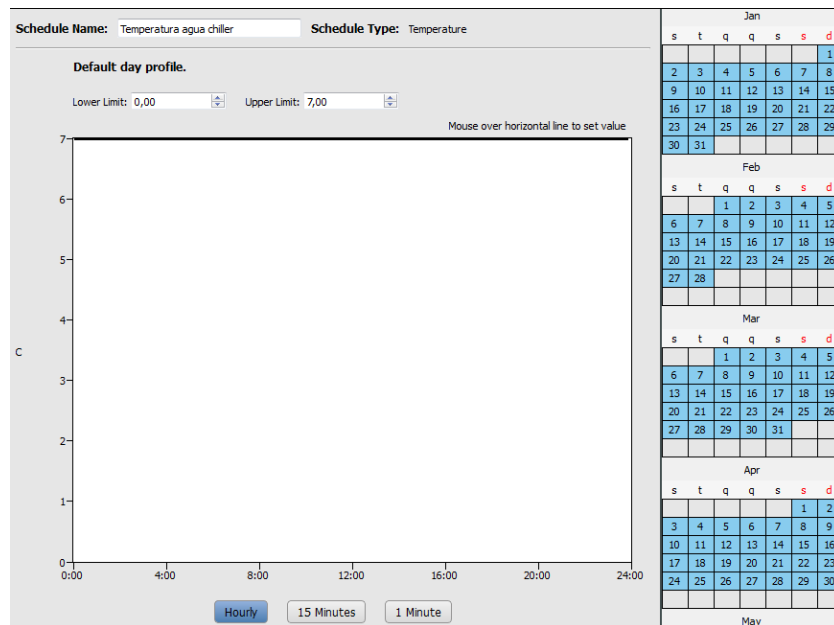 Schedule Name: Temperatura agua chiller Schedule Type: Temperature
Default day profile.
Lower Limit: 0,00 Upper Limit: 7,00
Mouse over horizontal line to set value
7
6
5
4
C
3
2
1
0
0:00 4:00 8:00 12:00 16:00 20:00 24:00
Hourly 15 Minutes 1 Minute
Jan
s t q q s s d
1
2 3 4 5 6 7 8
9 10 11 12 13 14 15
16 17 18 19 20 21 22
23 24 25 26 27 28 29
30 31
Feb
s t q q s s d
1 2 3 4 5
6 7 8 9 10 11 12
13 14 15 16 17 18 19
20 21 22 23 24 25 26
27 28
Mar
s t q q s s d
1 2 3 4 5
6 7 8 9 10 11 12
13 14 15 16 17 18 19
20 21 22 23 24 25 26
27 28 29 30 31
Apr
s t q q s s d
1 2
3 4 5 6 7 8 9
10 11 12 13 14 15 16
17 18 19 20 21 22 23
24 25 26 27 28 29 30
May